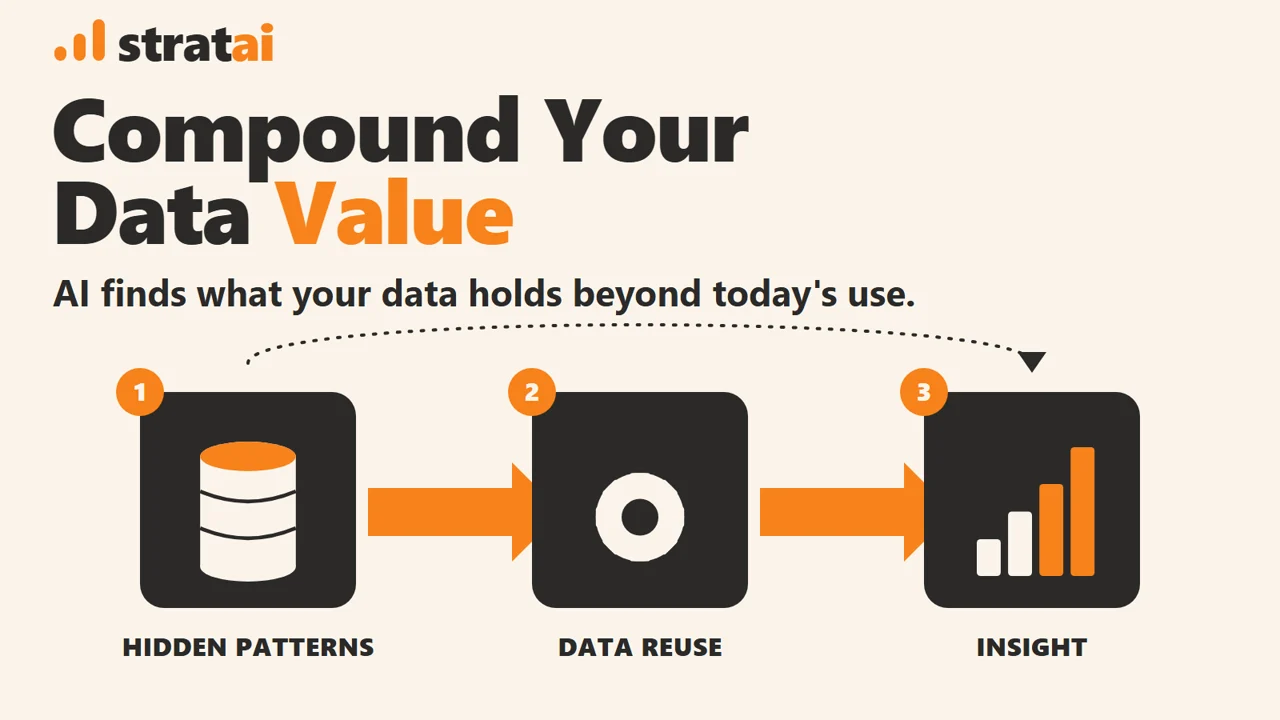 stratai
Compound Your
Data Value
AI finds what your data holds beyond today's use.
1
2
3
HIDDEN PATTERNS
DATA REUSE
INSIGHT